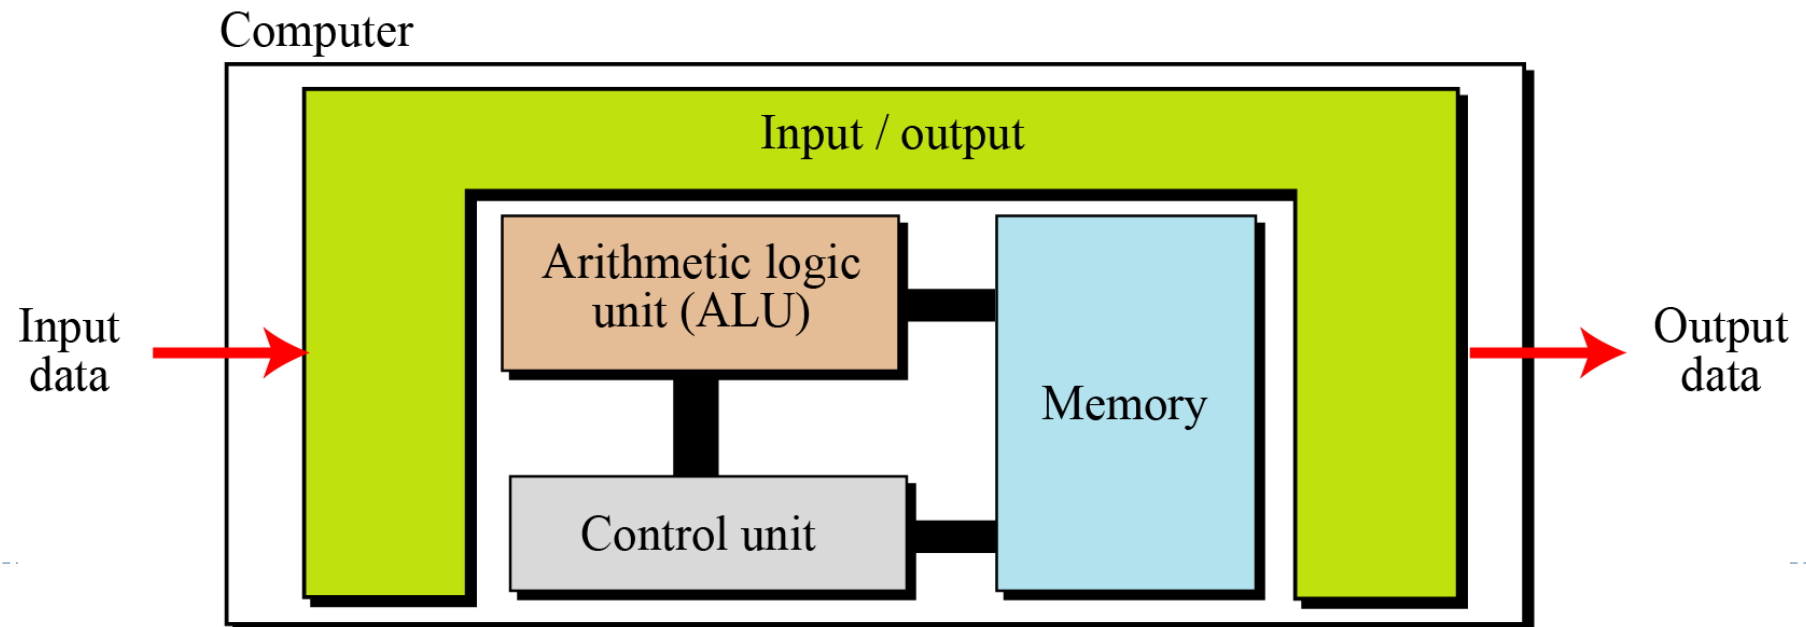 Computer
Input / output
Arithmetic logic
unit (ALU)
Input
data
Memory
Output
data
Control unit